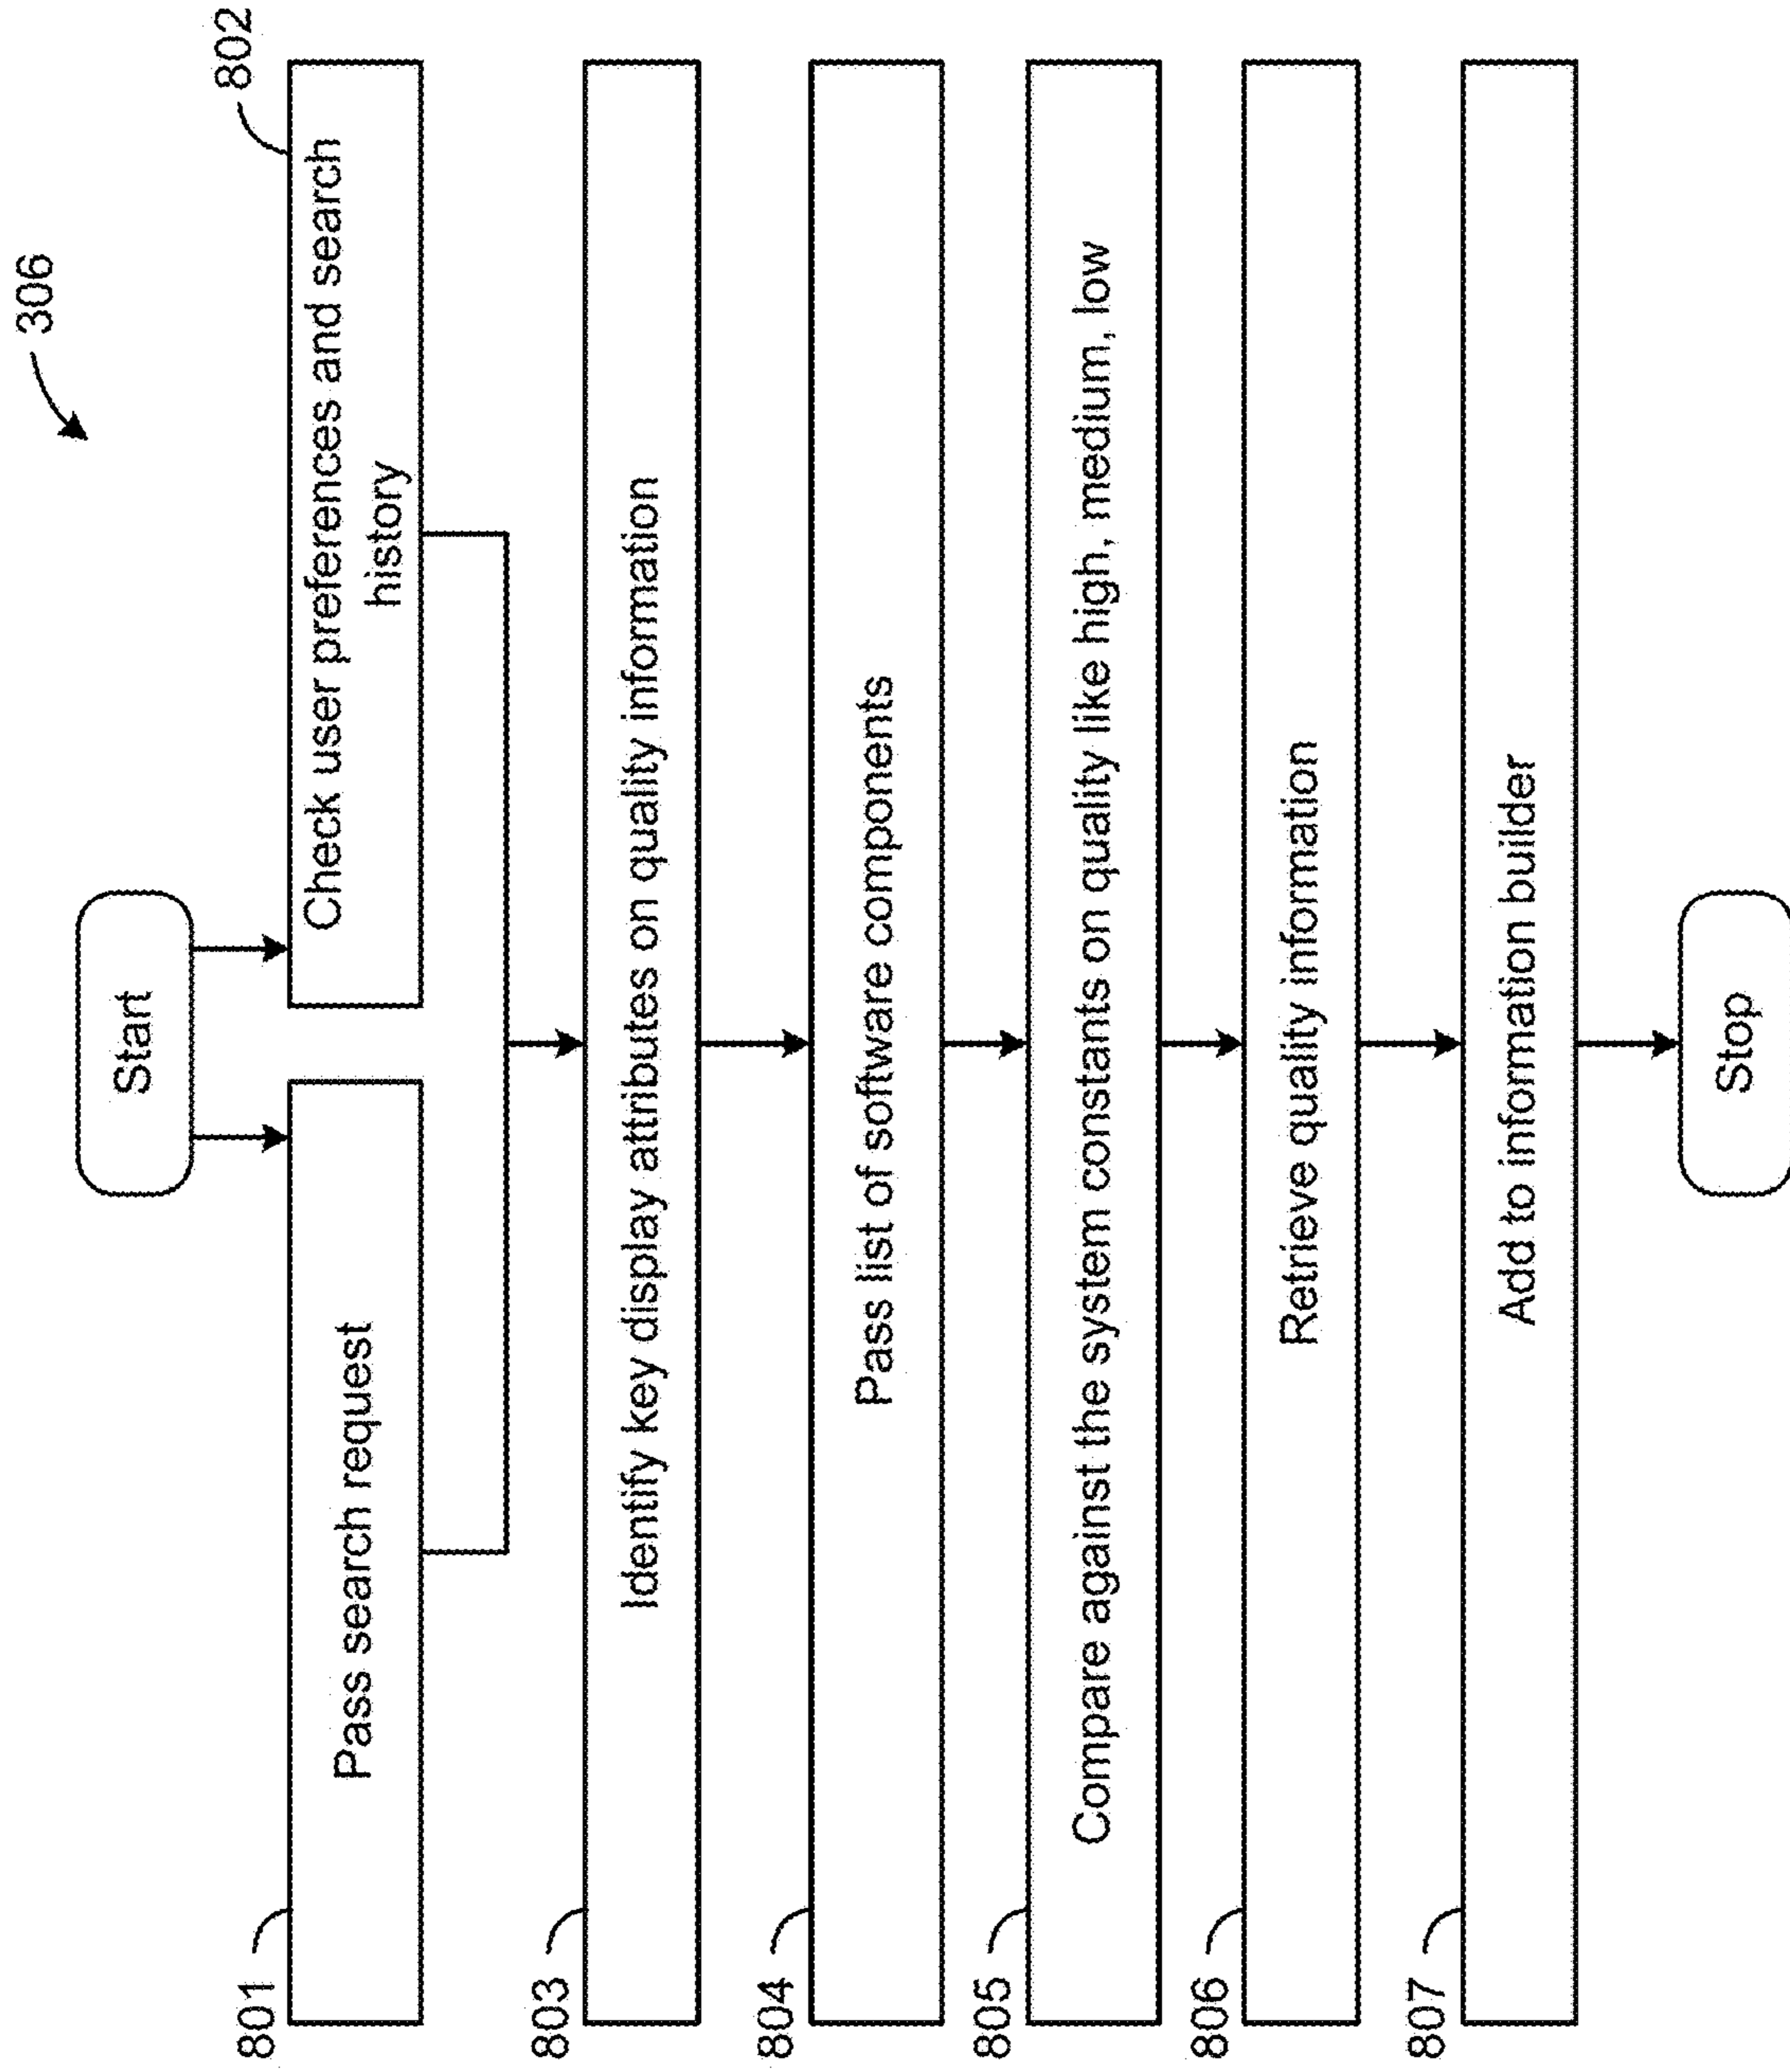 306
Start
801
Pass search request
802
Check user preferences and search
history
803
Identify key display attributes on quality information
804
Pass list of software components
805
Compare against the system constants on quality like high, medium, low
806
Retrieve quality information
807
Add to information builder
Stop